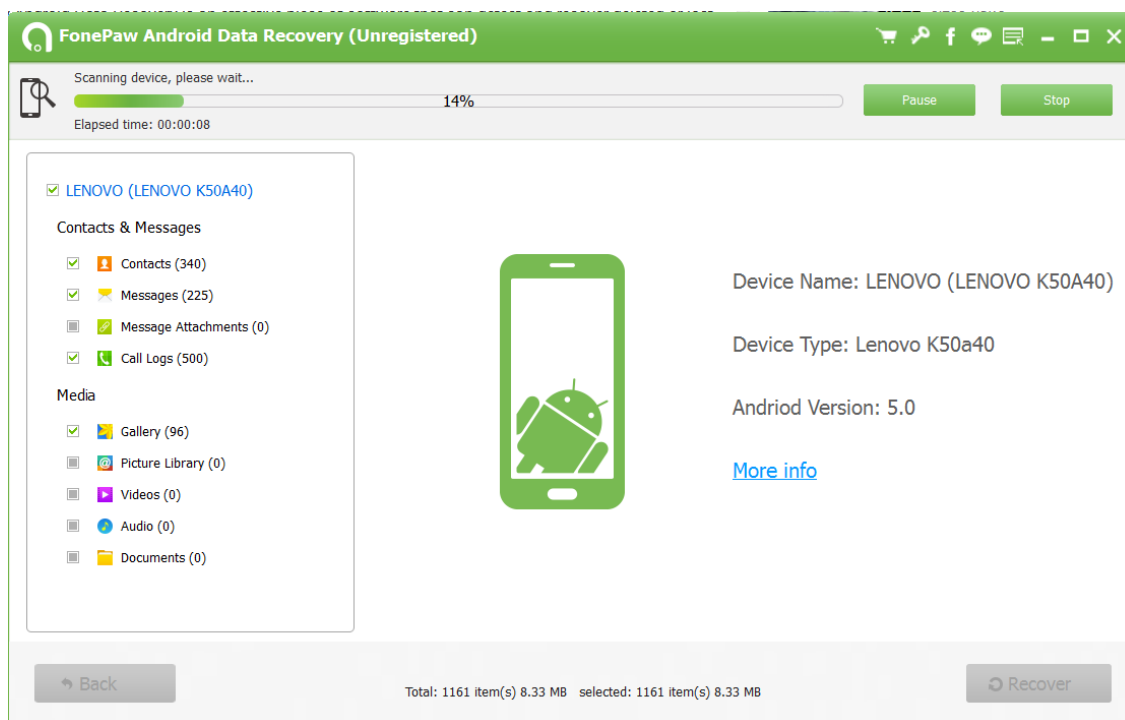 FonePaw Android Data Recovery (Unregistered)
Scanning device, please wait...
14%
Pause
Stop
Elapsed time: 00:00:08
LENOVO (LENOVO K50A40)
Contacts & Messages
Contacts (340)
Messages (225)
Message Attachments (0)
Call Logs (500)
Media
Gallery (96)
Picture Library (0)
Videos (0)
Audio (0)
Documents (0)
Device Name: LENOVO (LENOVO K50A40)
Device Type: Lenovo K50a40
Andriod Version: 5.0
More info
Back
Total: 1161 item(s) 8.33 MB selected: 1161 item(s) 8.33 MB
Recover